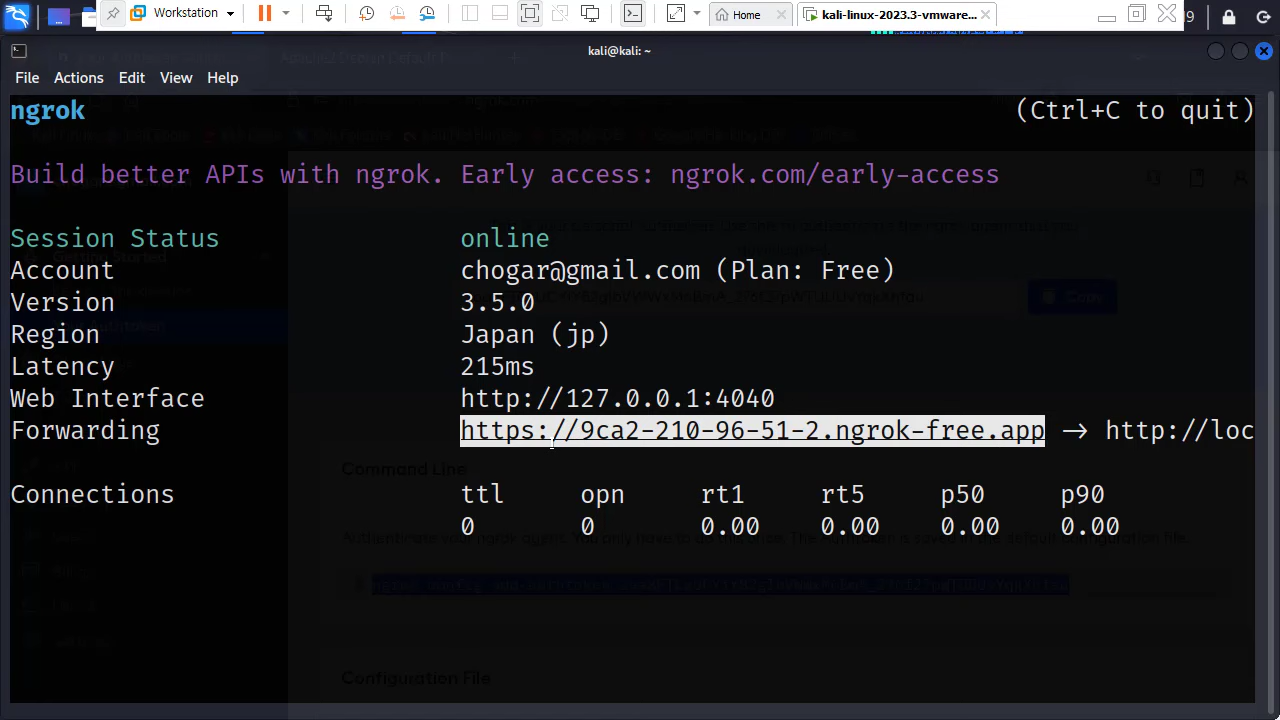 Workstation
Home
kali-linux-2023.3-vmware...
kali@kali: ~
File Actions Edit View Help
ngrok (Ctrl+C to quit)
Build better APIs with ngrok. Early access: ngrok.com/early-access
Session Status online
Account chogar@gmail.com (Plan: Free)
Version 3.5.0
Region Japan (jp)
Latency 215ms
Web Interface http://127.0.0.1:4040
Forwarding https://9ca2-210-96-51-2.ngrok-free.app → http://loc
Command Line
Connections ttl opn rt1 rt5 p50 p90
0 0 0.00 0.00 0.00 0.00
Configuration File